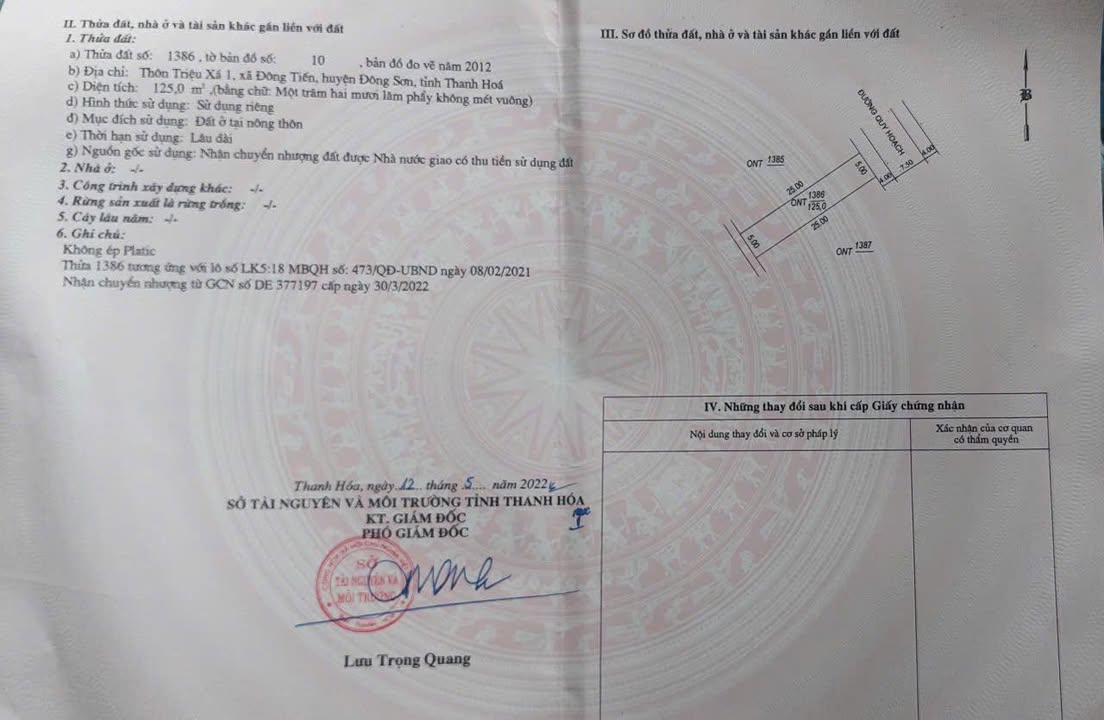 II. Thửa đất, nhà ở và tài sản khác gắn liền với đất
1. Thửa đất:
a) Thửa đất số: 1386 , tờ bản đồ số: 10 , bản đồ đo vẽ năm 2012
b) Địa chỉ: Thôn Triệu Xá 1, xã Đông Tiến, huyện Đông Sơn, tỉnh Thanh Hoá
c) Diện tích: 125,0 m² ,(bằng chữ: Một trăm hai mươi lăm phẩy không mét vuông)
d) Hình thức sử dụng: Sử dụng riêng
đ) Mục đích sử dụng: Đất ở tại nông thôn
e) Thời hạn sử dụng: Lâu dài
g) Nguồn gốc sử dụng: Nhận chuyển nhượng đất được Nhà nước giao có thu tiền sử dụng đất
2. Nhà ở: -/-
3. Công trình xây dựng khác: -/-
4. Rừng sản xuất là rừng trồng: -/-
5. Cây lâu năm: -/-
6. Ghi chú:
Không ép Platic
Thửa 1386 tương ứng với lô số LK5:18 MBQH số: 473/QĐ-UBND ngày 08/02/2021
Nhận chuyển nhượng từ GCN số DE 377197 cấp ngày 30/3/2022
Thanh Hóa, ngày 12 tháng 5 năm 2022
SỞ TÀI NGUYÊN VÀ MÔI TRƯỜNG TỈNH THANH HÓA
KT. GIÁM ĐỐC
PHÓ GIÁM ĐỐC
SỞ
TÀI NGUYÊN VÀ
MÔI TRƯỜNG
Lưu Trọng Quang
III. Sơ đồ thửa đất, nhà ở và tài sản khác gắn liền với đất
B
ĐƯỜNG QUY HOẠCH
ONT 1385
25.00
5.00
4.00
7.50
4.00
ONT 1386
125,0
25.00
5.00
ONT 1387
IV. Những thay đổi sau khi cấp Giấy chứng nhận
Nội dung thay đổi và cơ sở pháp lý
Xác nhận của cơ quan
có thẩm quyền